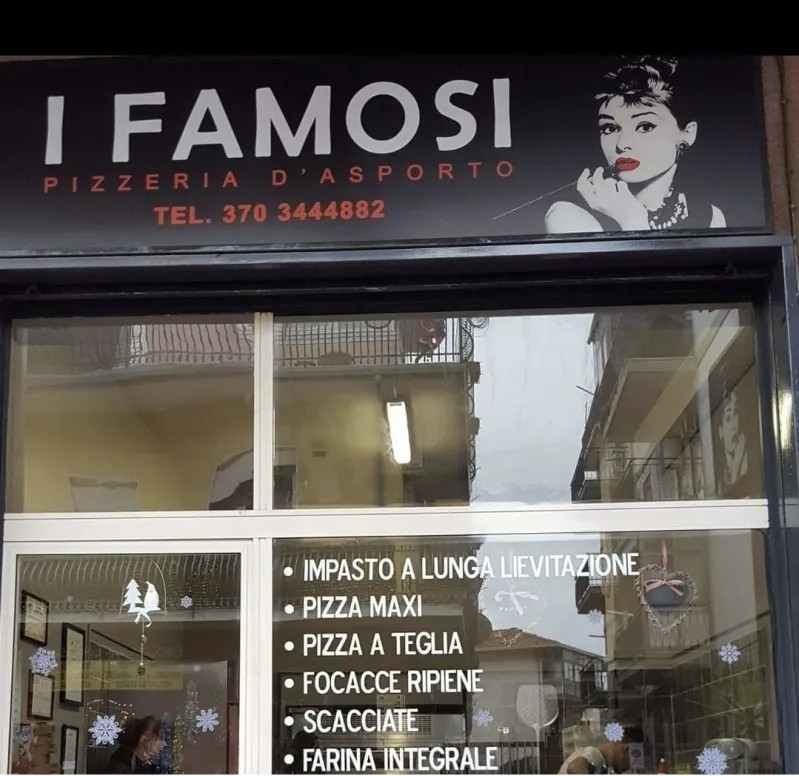 I FAMOSI
PIZZERIA D'ASPORTO
TEL. 370 3444882
• IMPASTO A LUNGA LIEVITAZIONE
• PIZZA MAXI
• PIZZA A TEGLIA
• FOCACCE RIPIENE
• SCACCIATE
• FARINA INTEGRALE